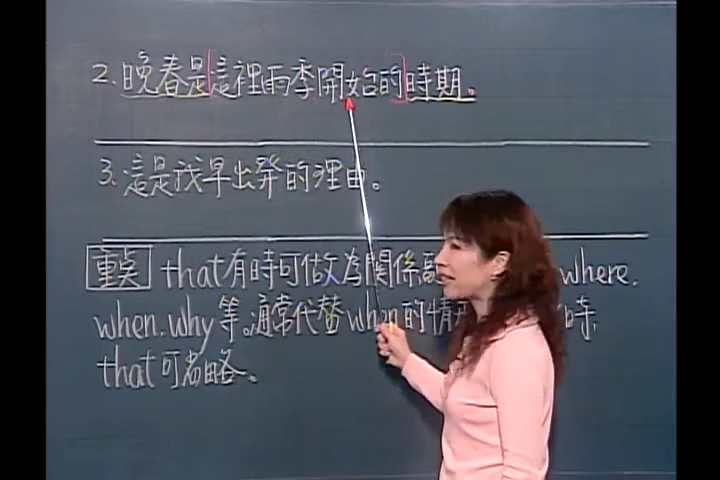 2. 晚春是這裡雨季開始的時期。
3. 這是我早出發的理由。
重点 that有時可做為關係 where.
when. why等。通常代替when的情 時,
that可省略。